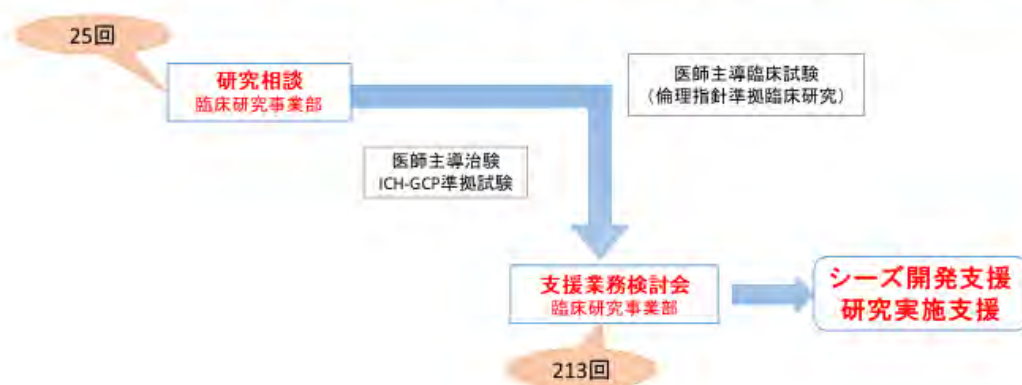 25回
研究相談
臨床研究事業部
医師主導臨床試験
（倫理指針準拠臨床研究）
医師主導治験
ICH-GCP準拠試験
支援業務検討会
臨床研究事業部
シーズ開発支援
研究実施支援
213回